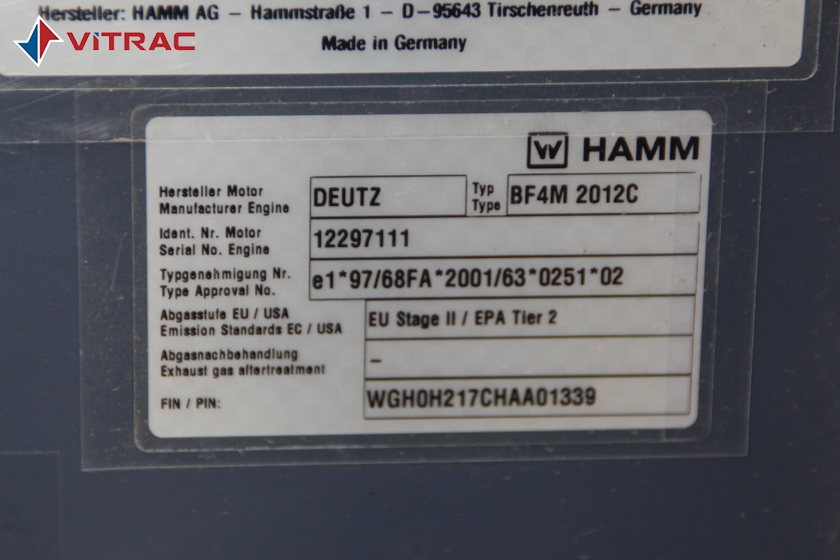 Hersteller: HAMM AG – Hammstraße 1 – D–95643 Tirschenreuth – Germany
ViTRAC
Made in Germany
HAMM
Hersteller Motor
Manufacturer Engine
DEUTZ
Typ
Type
BF4M 2012C
Ident. Nr. Motor
Serial No. Engine
12297111
Typgenehmigung Nr.
Type Approval No.
e1*97/68FA*2001/63*0251*02
Abgasstufe EU / USA
Emission Standards EC / USA
EU Stage II / EPA Tier 2
Abgasnachbehandlung
Exhaust gas aftertreatment
–
FIN / PIN:
WGH0H217CHAA01339